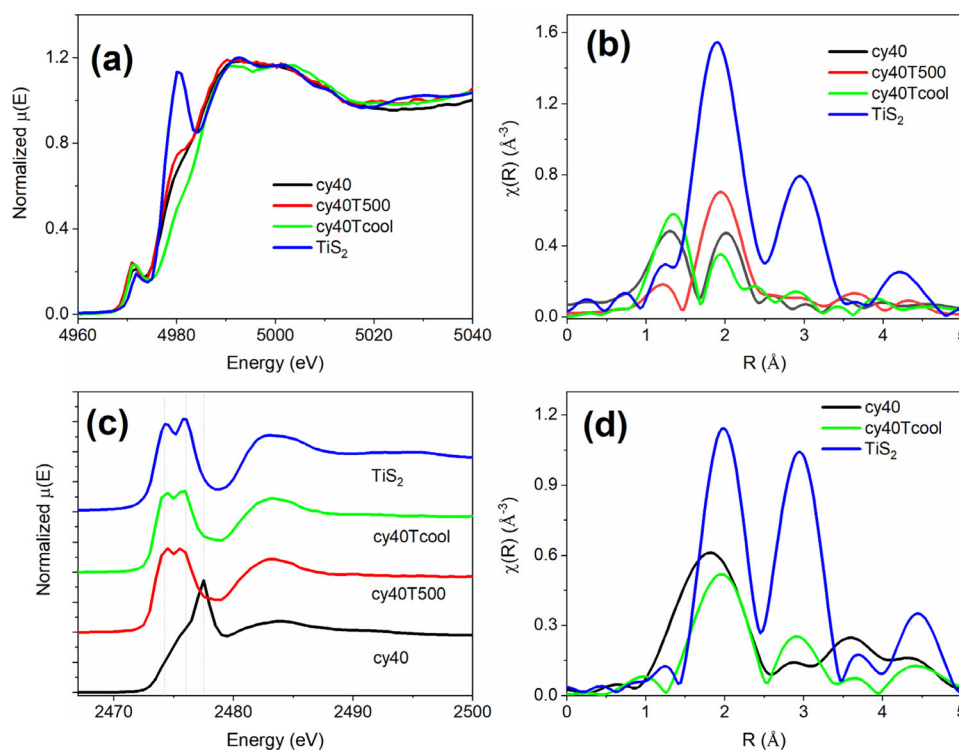 (a)
Normalized μ(E)
1.2
0.8
0.4
0.0
cy40
cy40T500
cy40Tcool
TiS₂
4960 4980 5000 5020 5040
Energy (eV)
(b)
χ(R) (Å⁻³)
1.6
1.2
0.8
0.4
0.0
cy40
cy40T500
cy40Tcool
TiS₂
0 1 2 3 4 5
R (Å)
(c)
Normalized μ(E)
TiS₂
cy40Tcool
cy40T500
cy40
2470 2480 2490 2500
Energy (eV)
(d)
χ(R) (Å⁻³)
1.2
0.9
0.6
0.3
0.0
cy40
cy40Tcool
TiS₂
0 1 2 3 4 5
R (Å)